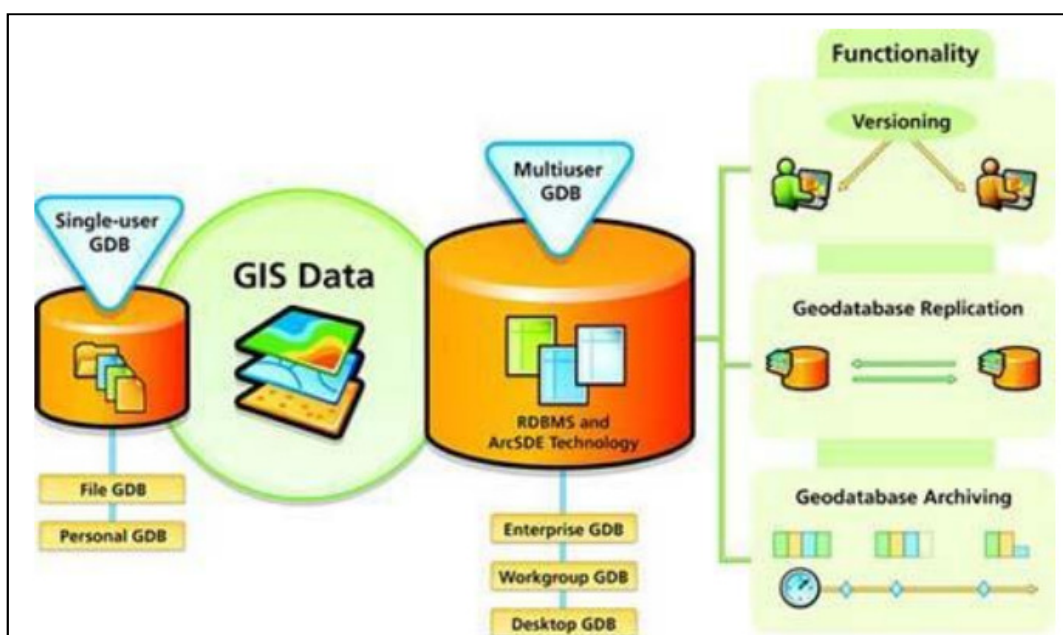 Single-user
GDB
File GDB
Personal GDB
GIS Data
Multiuser
GDB
RDBMS and
ArcSDE Technology
Enterprise GDB
Workgroup GDB
Desktop GDB
Functionality
Versioning
Geodatabase Replication
Geodatabase Archiving